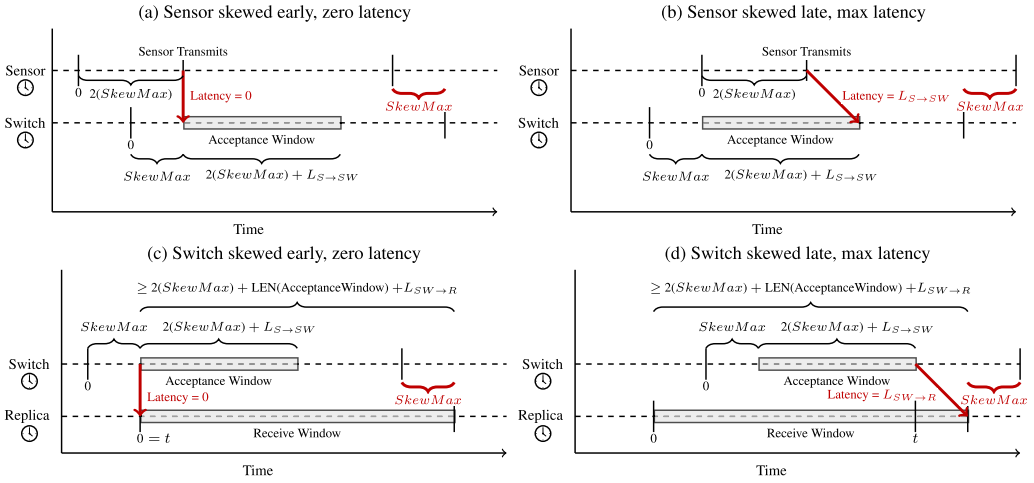 (a) Sensor skewed early, zero latency
Sensor Transmits
Sensor
0
2(SkewMax)
Latency = 0
SkewMax
Switch
0
Acceptance Window
SkewMax
2(SkewMax) + L_{S→SW}
Time
(b) Sensor skewed late, max latency
Sensor Transmits
Sensor
0
2(SkewMax)
Latency = L_{S→SW}
SkewMax
Switch
0
Acceptance Window
SkewMax
2(SkewMax) + L_{S→SW}
Time
(c) Switch skewed early, zero latency
≥ 2(SkewMax) + LEN(AcceptanceWindow) + L_{SW→R}
SkewMax
2(SkewMax) + L_{S→SW}
Switch
0
Acceptance Window
Latency = 0
SkewMax
Replica
0 = t
Receive Window
Time
(d) Switch skewed late, max latency
≥ 2(SkewMax) + LEN(AcceptanceWindow) + L_{SW→R}
SkewMax
2(SkewMax) + L_{S→SW}
Switch
0
Acceptance Window
Latency = L_{SW→R}
SkewMax
Replica
0
Receive Window
t
Time